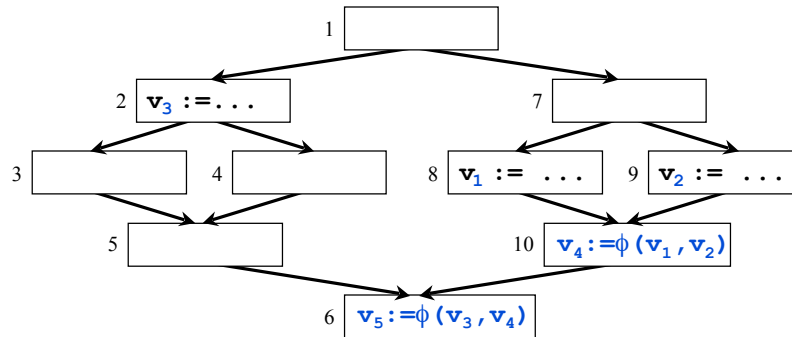 1
2 v₃ :=...
7
3
4
8 v₁ := ...
9 v₂ := ...
5
10 v₄:=ϕ(v₁,v₂)
6 v₅:=ϕ(v₃,v₄)